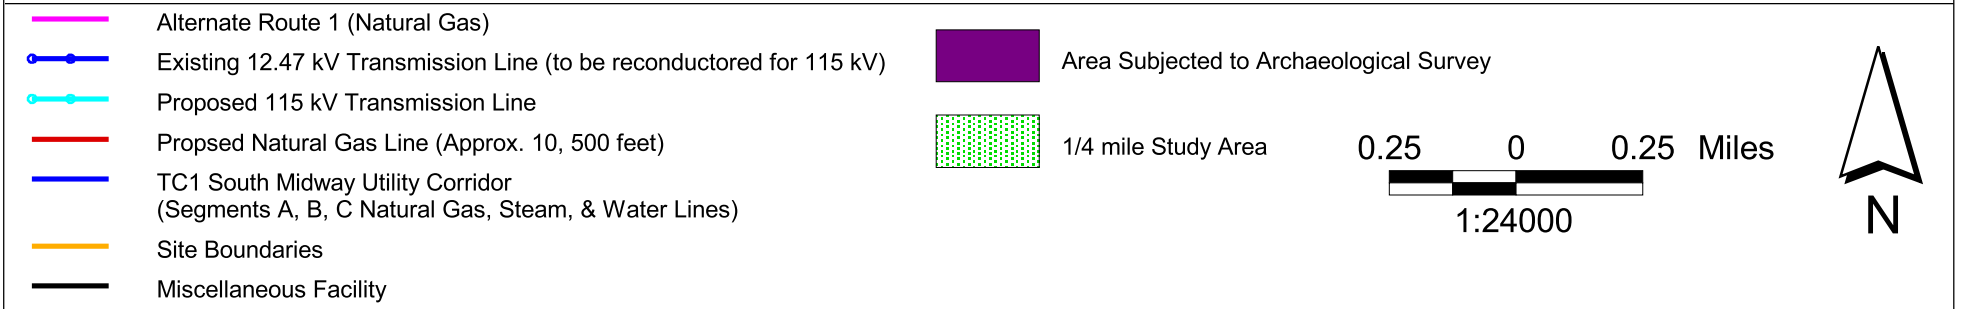 Alternate Route 1 (Natural Gas)
Existing 12.47 kV Transmission Line (to be reconductored for 115 kV)
Proposed 115 kV Transmission Line
Propsed Natural Gas Line (Approx. 10, 500 feet)
TC1 South Midway Utility Corridor
(Segments A, B, C Natural Gas, Steam, & Water Lines)
Site Boundaries
Miscellaneous Facility
Area Subjected to Archaeological Survey
1/4 mile Study Area
0.25 0 0.25 Miles
1:24000
N